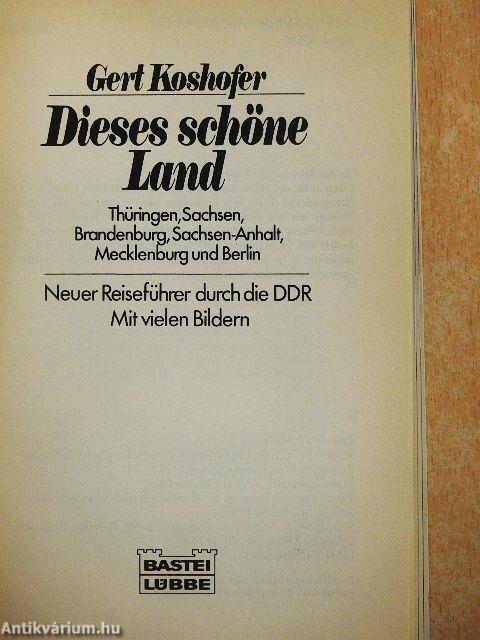 Gert Koshofer
Dieses schöne
Land
Thüringen, Sachsen,
Brandenburg, Sachsen-Anhalt,
Mecklenburg und Berlin
Neuer Reiseführer durch die DDR
Mit vielen Bildern
BASTEI
LÜBBE
Antikvárium.hu